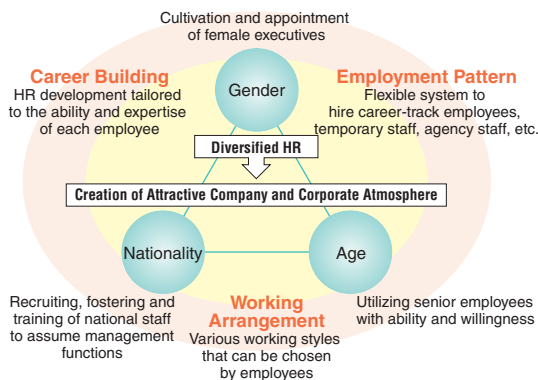 Cultivation and appointment
of female executives
Career Building
HR development tailored
to the ability and expertise
of each employee
Gender
Employment Pattern
Flexible system to
hire career-track employees,
temporary staff, agency staff, etc.
Diversified HR
Creation of Attractive Company and Corporate Atmosphere
Nationality
Age
Recruiting, fostering and
training of national staff
to assume management
functions
Working
Arrangement
Various working styles
that can be chosen
by employees
Utilizing senior employees
with ability and willingness